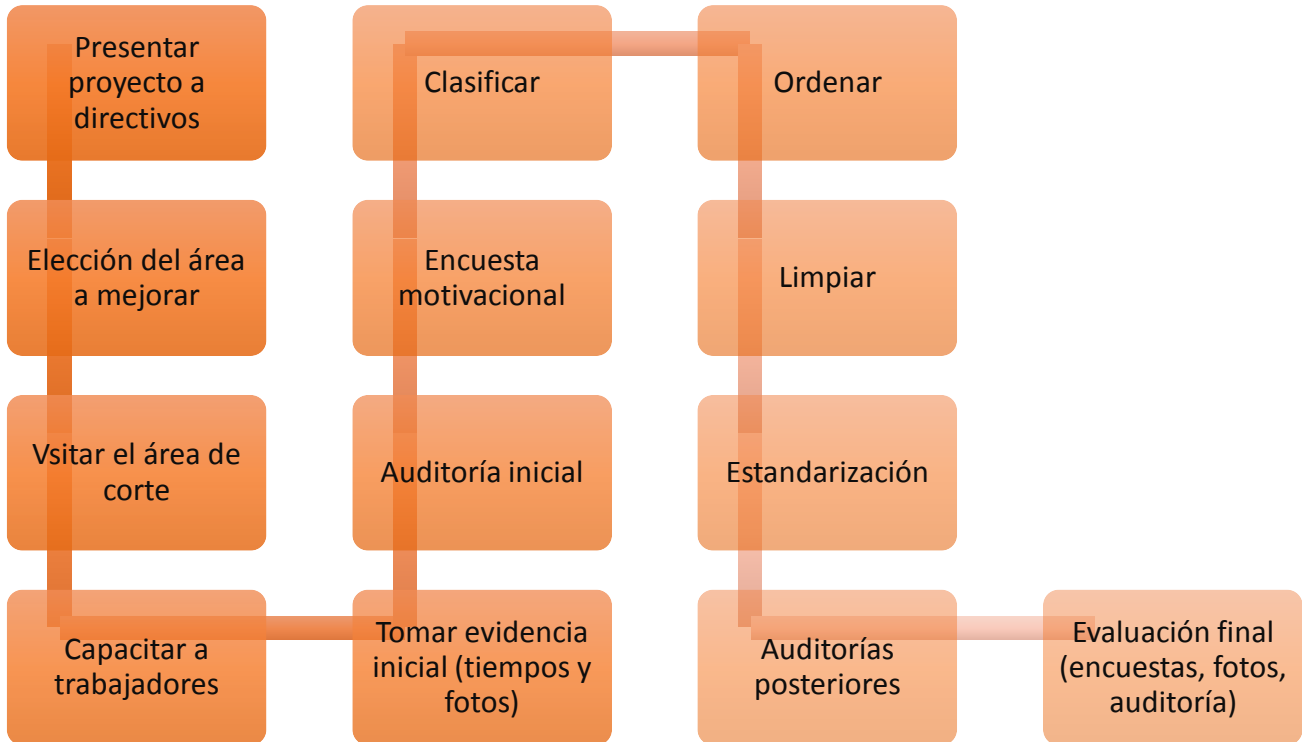 Presentar
proyecto a
directivos
Elección del área
a mejorar
Vsitar el área de
corte
Capacitar a
trabajadores
Tomar evidencia
inicial (tiempos y
fotos)
Auditoría inicial
Encuesta
motivacional
Clasificar
Ordenar
Limpiar
Estandarización
Auditorías
posteriores
Evaluación final
(encuestas, fotos,
auditoría)